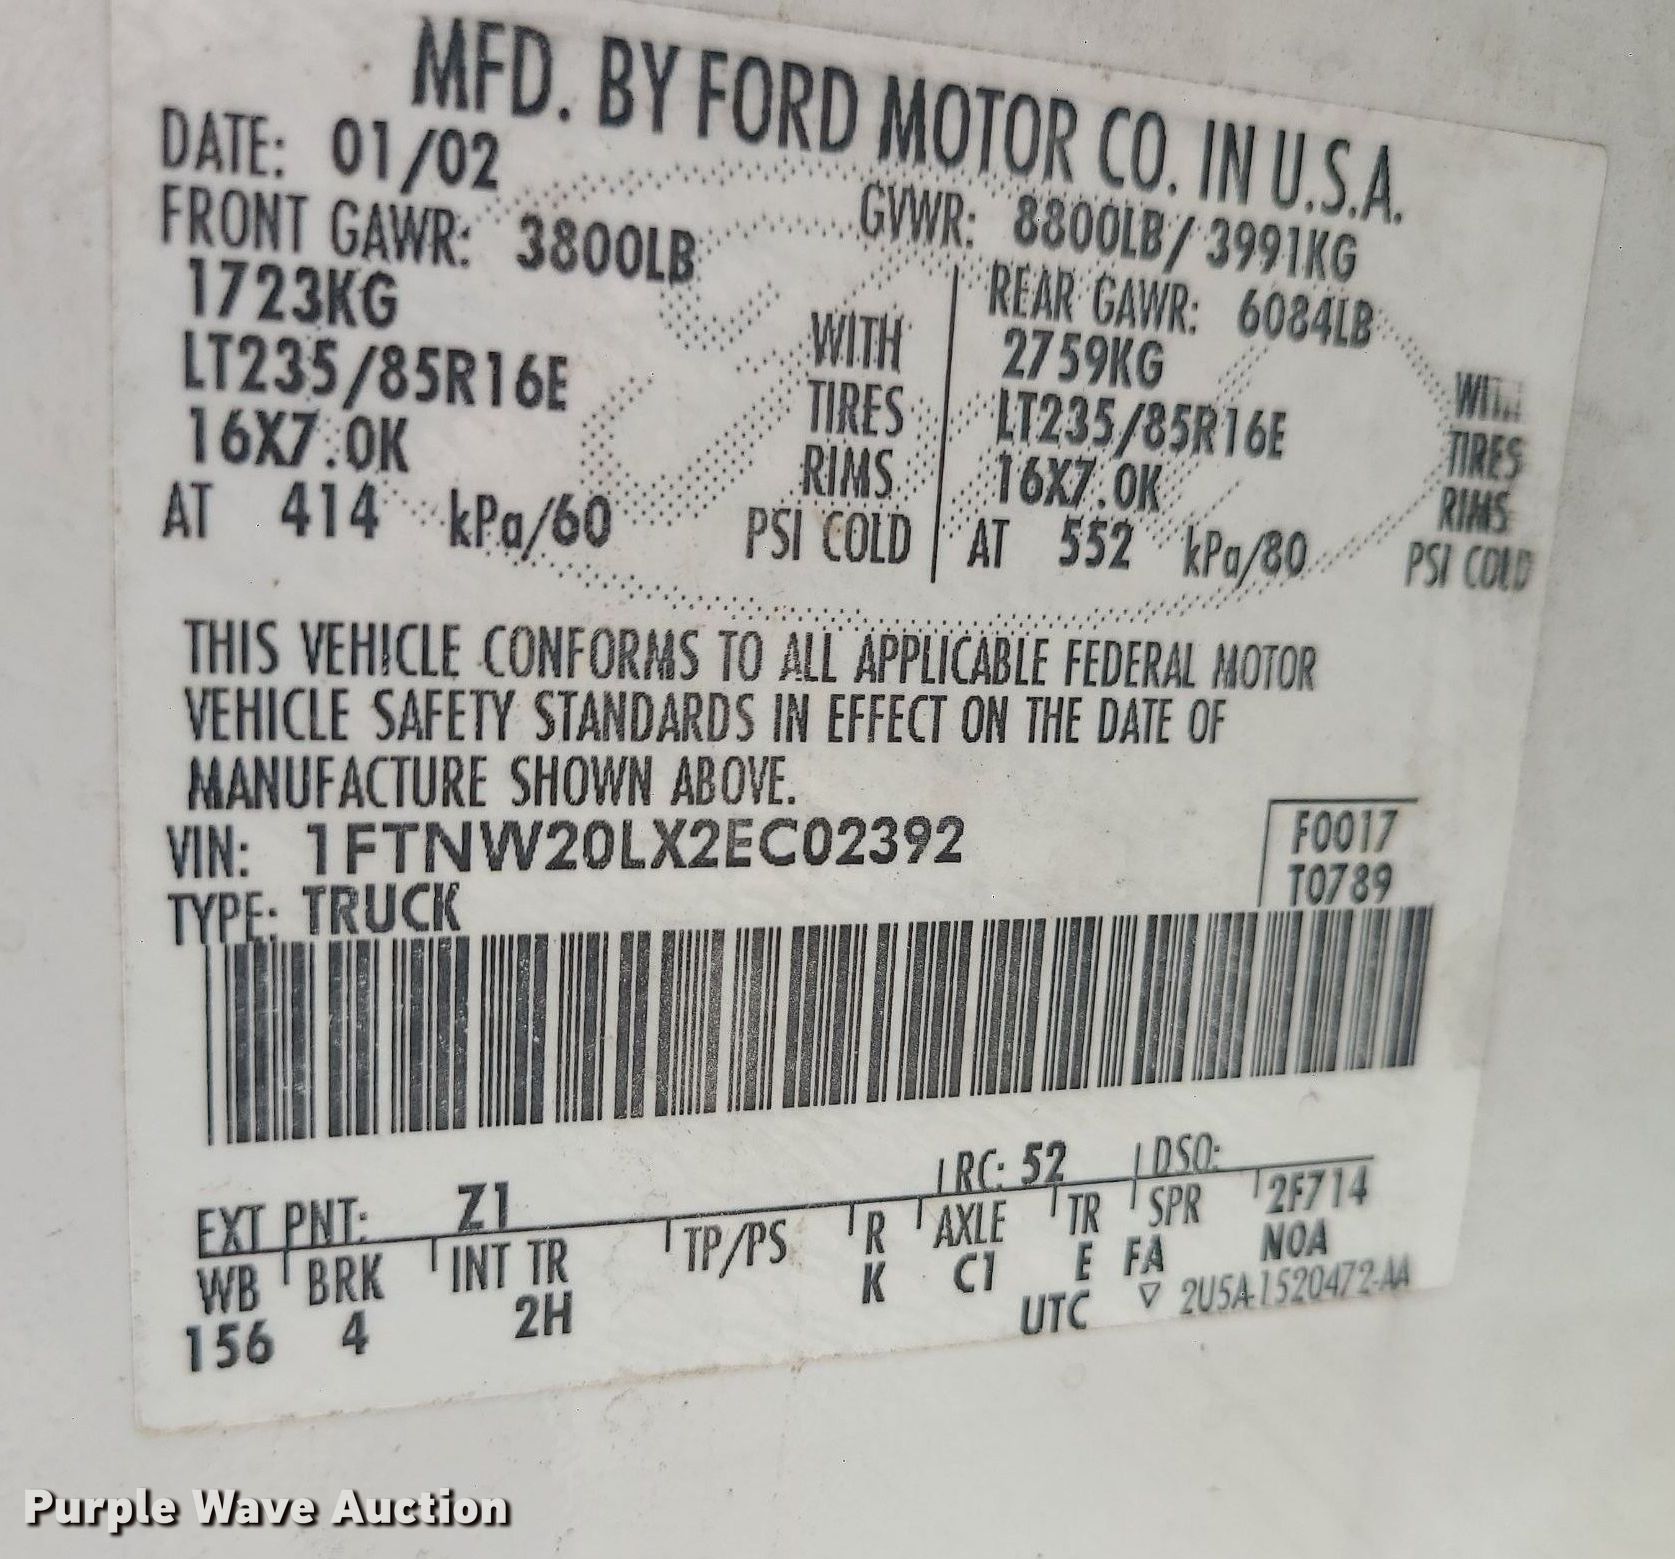 MFD. BY FORD MOTOR CO. IN U.S.A.
DATE: 01/02
GVWR: 8800LB/ 3991KG
FRONT GAWR: 3800LB
1723KG
LT235/85R16E
16X7.0K
AT 414 kPa/60
WITH
TIRES
RIMS
PSI COLD
REAR GAWR: 6084LB
2759KG
LT235/85R16E
16X7.0K
AT 552 kPa/80
WITH
TIRES
RIMS
PSI COLD
THIS VEHICLE CONFORMS TO ALL APPLICABLE FEDERAL MOTOR
VEHICLE SAFETY STANDARDS IN EFFECT ON THE DATE OF
MANUFACTURE SHOWN ABOVE.
VIN: 1FTNW20LX2EC02392
TYPE: TRUCK
F0017
T0789
EXT PNT: Z1
RC: 52
DSO:
WB BRK INT TR TP/PS R AXLE TR SPR 2F714
156 4 2H K C1 E FA NOA
UTC ▽ 2U5A-1520472-AA
Purple Wave Auction